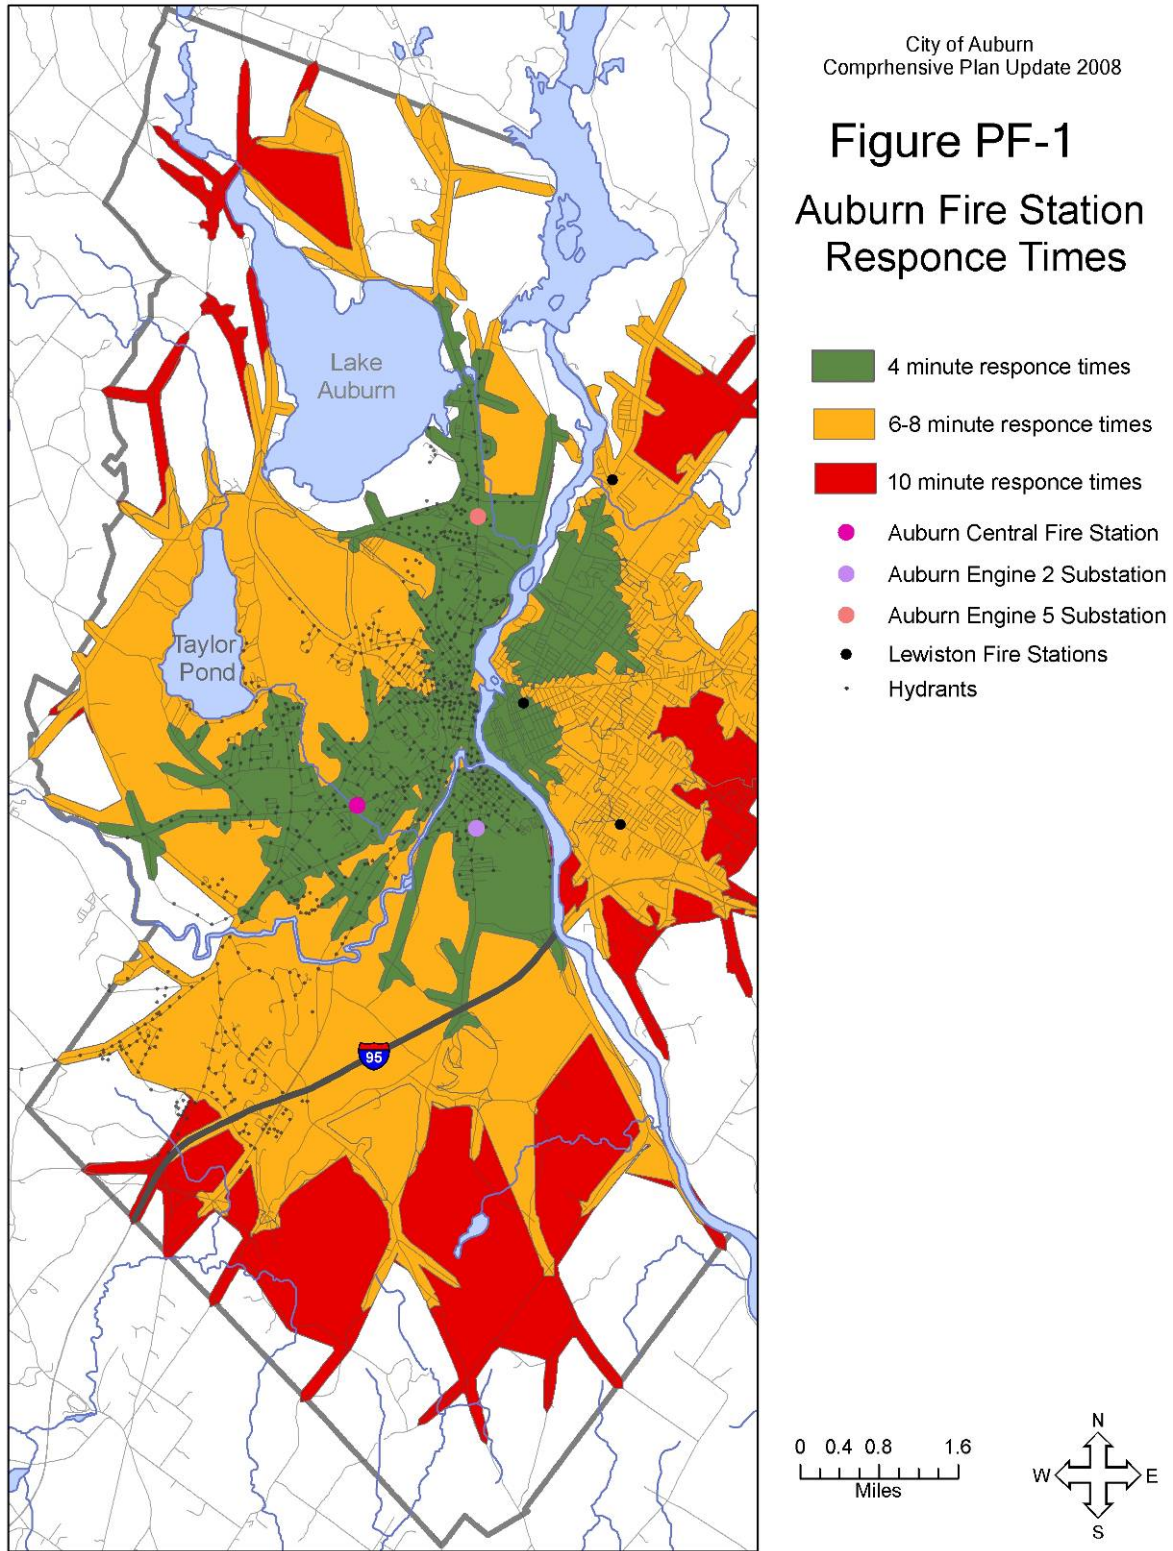 City of Auburn
Comprhensive Plan Update 2008
Figure PF-1
Auburn Fire Station
Responce Times
4 minute responce times
6-8 minute responce times
10 minute responce times
Auburn Central Fire Station
Auburn Engine 2 Substation
Auburn Engine 5 Substation
Lewiston Fire Stations
Hydrants
Lake
Auburn
Taylor
Pond
95
0 0.4 0.8 1.6
Miles
N
W E
S